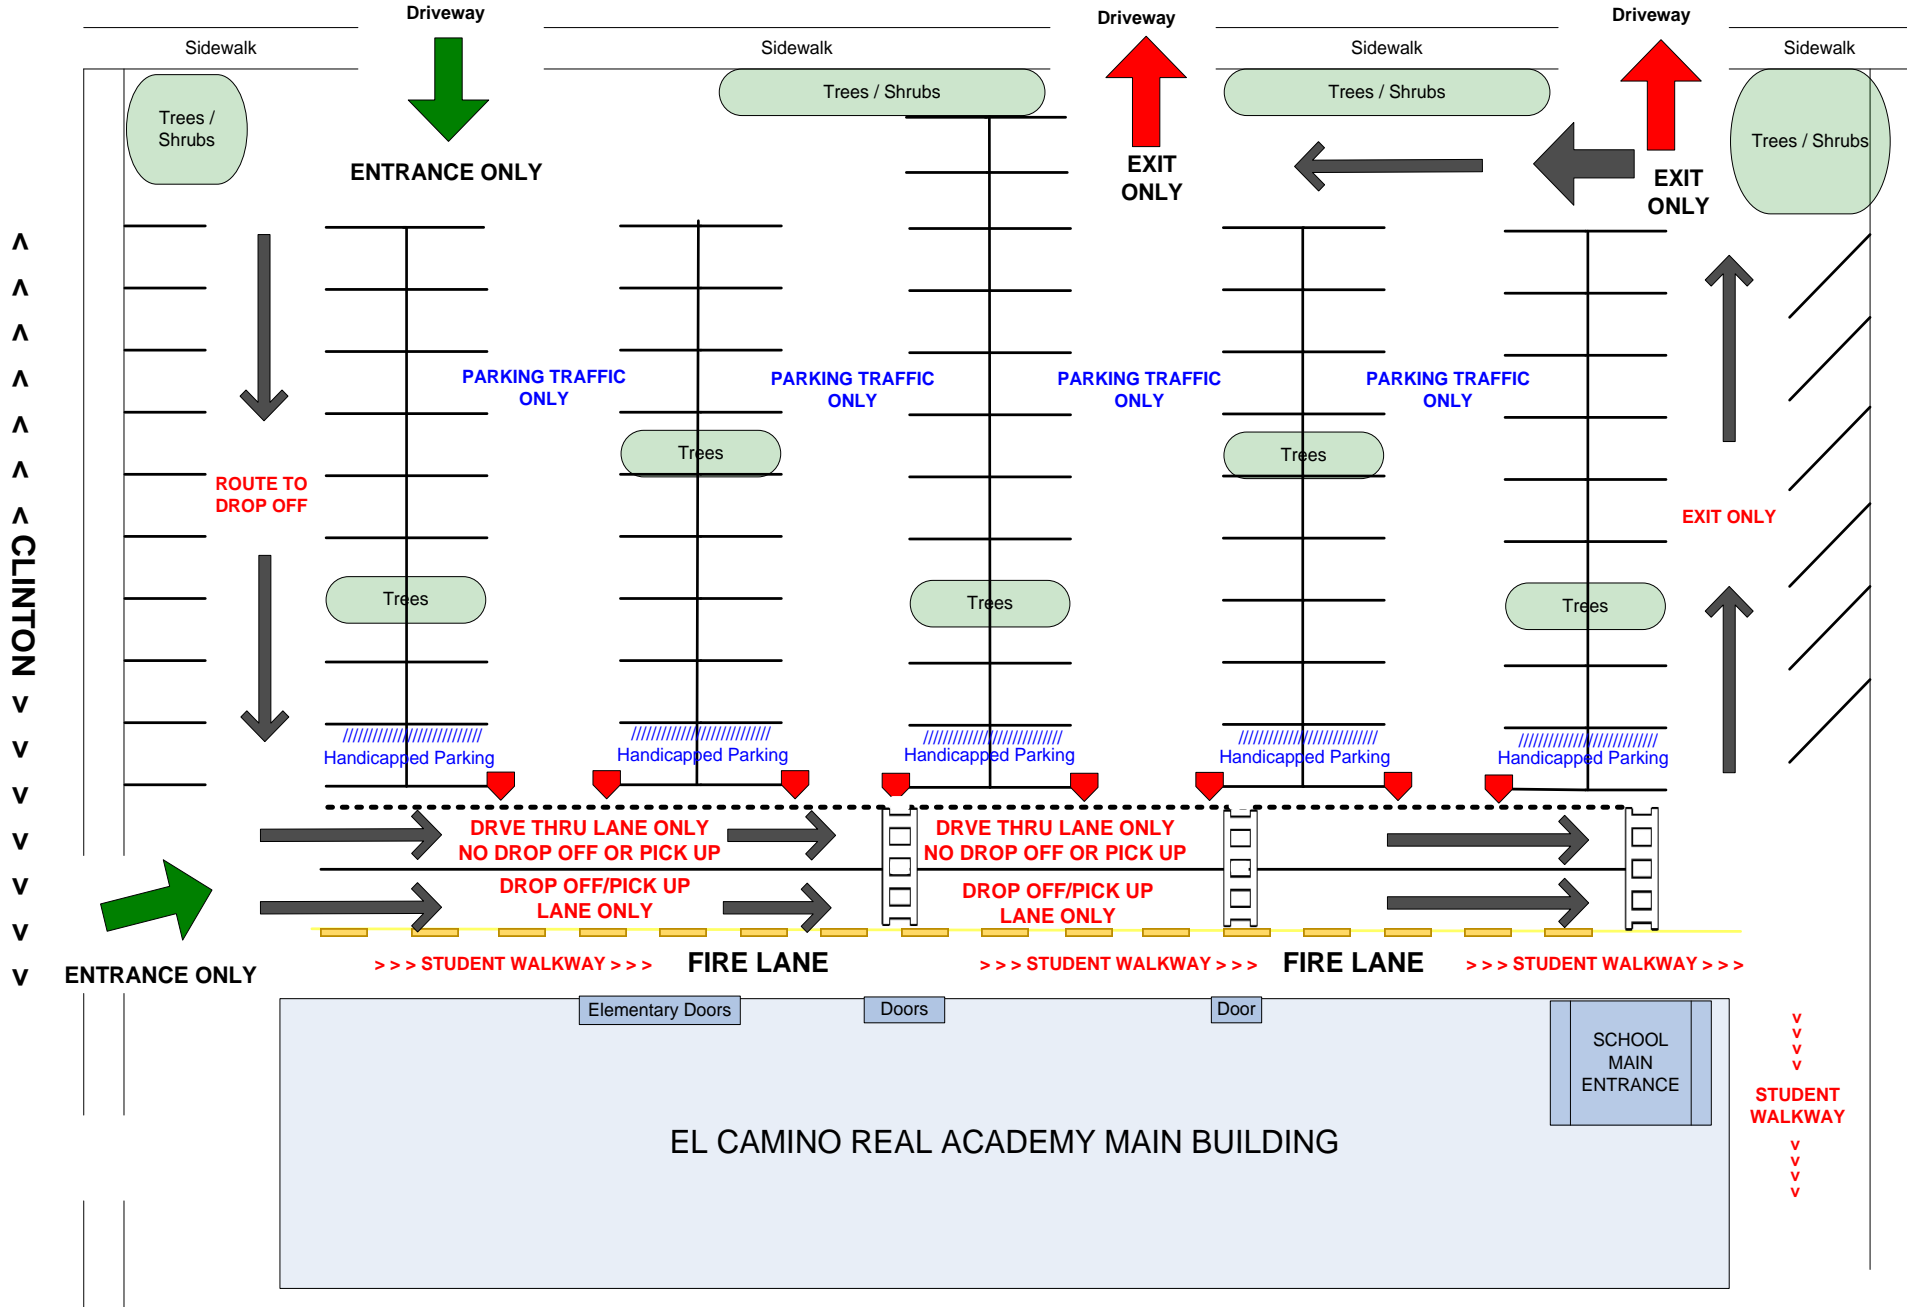 Driveway
Driveway
Driveway
Sidewalk
Sidewalk
Sidewalk
Sidewalk
Trees /
Shrubs
Trees / Shrubs
Trees / Shrubs
Trees / Shrubs
ENTRANCE ONLY
EXIT
ONLY
EXIT
ONLY
PARKING TRAFFIC
ONLY
PARKING TRAFFIC
ONLY
PARKING TRAFFIC
ONLY
PARKING TRAFFIC
ONLY
Trees
Trees
ROUTE TO
DROP OFF
EXIT ONLY
< < < < < < < CLINTON > > > > > > >
Trees
Trees
Trees
//////////////////////////
Handicapped Parking
//////////////////////////
Handicapped Parking
//////////////////////////
Handicapped Parking
//////////////////////////
Handicapped Parking
//////////////////////////
Handicapped Parking
DRVE THRU LANE ONLY
NO DROP OFF OR PICK UP
DRVE THRU LANE ONLY
NO DROP OFF OR PICK UP
DROP OFF/PICK UP
LANE ONLY
DROP OFF/PICK UP
LANE ONLY
ENTRANCE ONLY
> > > STUDENT WALKWAY > > >
FIRE LANE
> > > STUDENT WALKWAY > > >
FIRE LANE
> > > STUDENT WALKWAY > > >
Elementary Doors
Doors
Door
SCHOOL
MAIN
ENTRANCE
> > > >
STUDENT
WALKWAY
> > > >
EL CAMINO REAL ACADEMY MAIN BUILDING